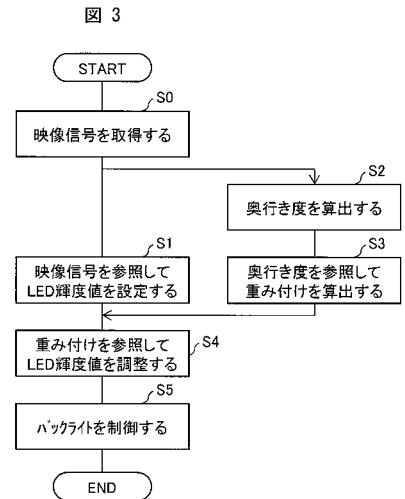 図 3
START
S0
映像信号を取得する
S2
奥行き度を算出する
S1
映像信号を参照して
LED輝度値を設定する
S3
奥行き度を参照して
重み付けを算出する
重み付けを参照して
LED輝度値を調整する
S4
S5
バックライトを制御する
END